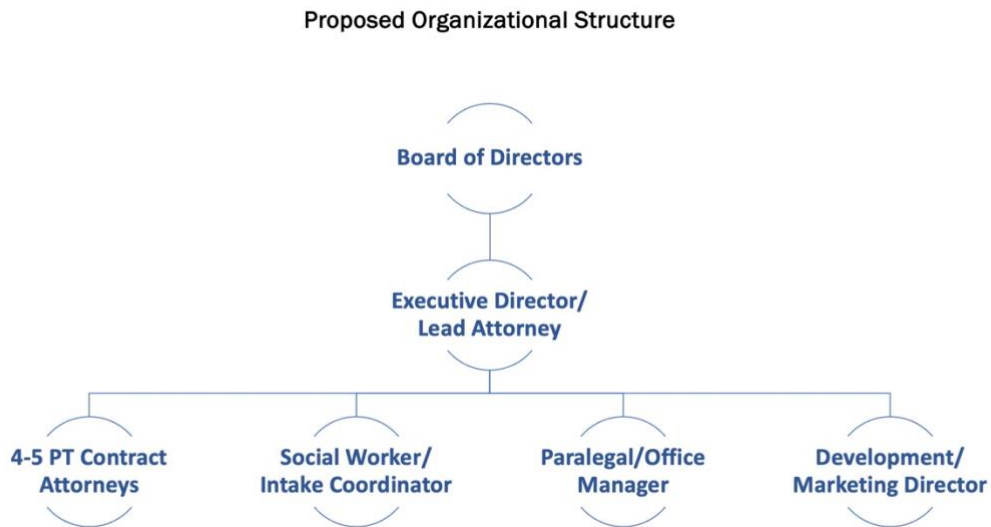 Proposed Organizational Structure
Board of Directors
Executive Director/
Lead Attorney
4-5 PT Contract
Attorneys
Social Worker/
Intake Coordinator
Paralegal/Office
Manager
Development/
Marketing Director